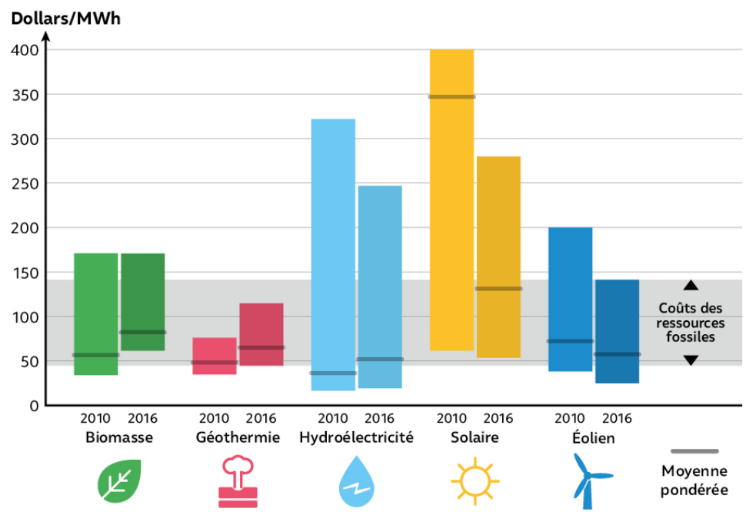 Dollars/MWh
400
350
300
250
200
150
100
50
0
Coûts des
ressources
fossiles
2010 2016 2010 2016 2010 2016 2010 2016 2010 2016
Biomasse Géothermie Hydroélectricité Solaire Éolien
Moyenne
pondérée